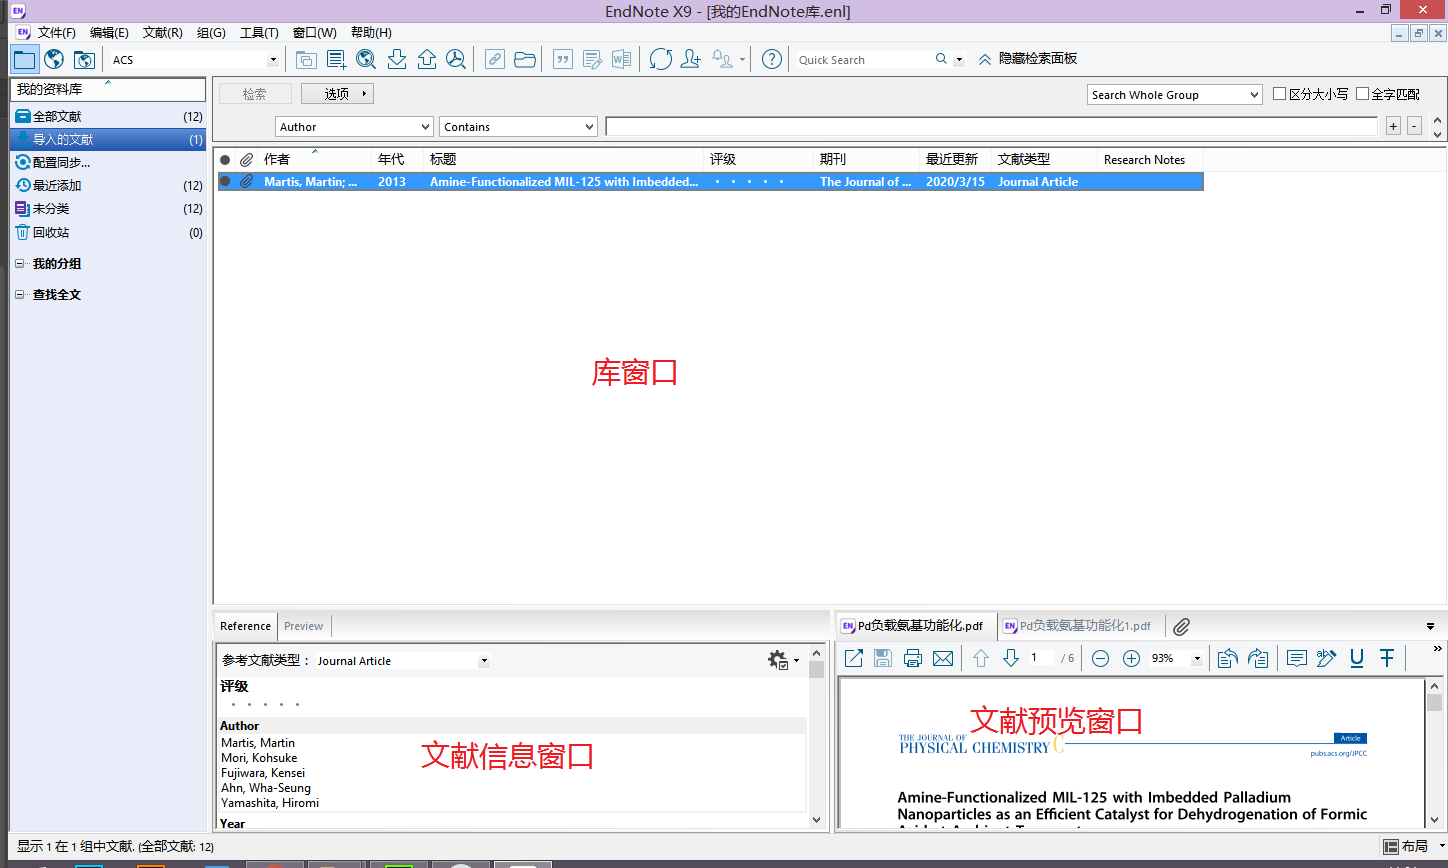 EndNote X9 - [我的EndNote库.enl]
文件(F) 编辑(E) 文献(R) 组(G) 工具(T) 窗口(W) 帮助(H)
ACS Quick Search 隐藏检索面板
我的资料库
全部文献 (12)
导入的文献 (1)
配置同步...
最近添加 (12)
未分类 (12)
回收站 (0)
我的分组
查找全文
检索 选项 Search Whole Group 区分大小写 全字匹配
Author Contains + -
作者 年代 标题 评级 期刊 最近更新 文献类型 Research Notes
Martis, Martin; ... 2013 Amine-Functionalized MIL-125 with Imbedded... The Journal of ... 2020/3/15 Journal Article
库窗口
Reference Preview
参考文献类型： Journal Article
评级
Author
Martis, Martin
Mori, Kohsuke
Fujiwara, Kensei
Ahn, Wha-Seung
Yamashita, Hiromi
Year
文献信息窗口
Pd负载氨基功能化.pdf Pd负载氨基功能化1.pdf
1 / 6 93%
文献预览窗口
THE JOURNAL OF
PHYSICAL CHEMISTRY C
Article
pubs.acs.org/JPCC
Amine-Functionalized MIL-125 with Imbedded Palladium
Nanoparticles as an Efficient Catalyst for Dehydrogenation of Formic
显示 1 在 1 组中文献. (全部文献: 12) 布局